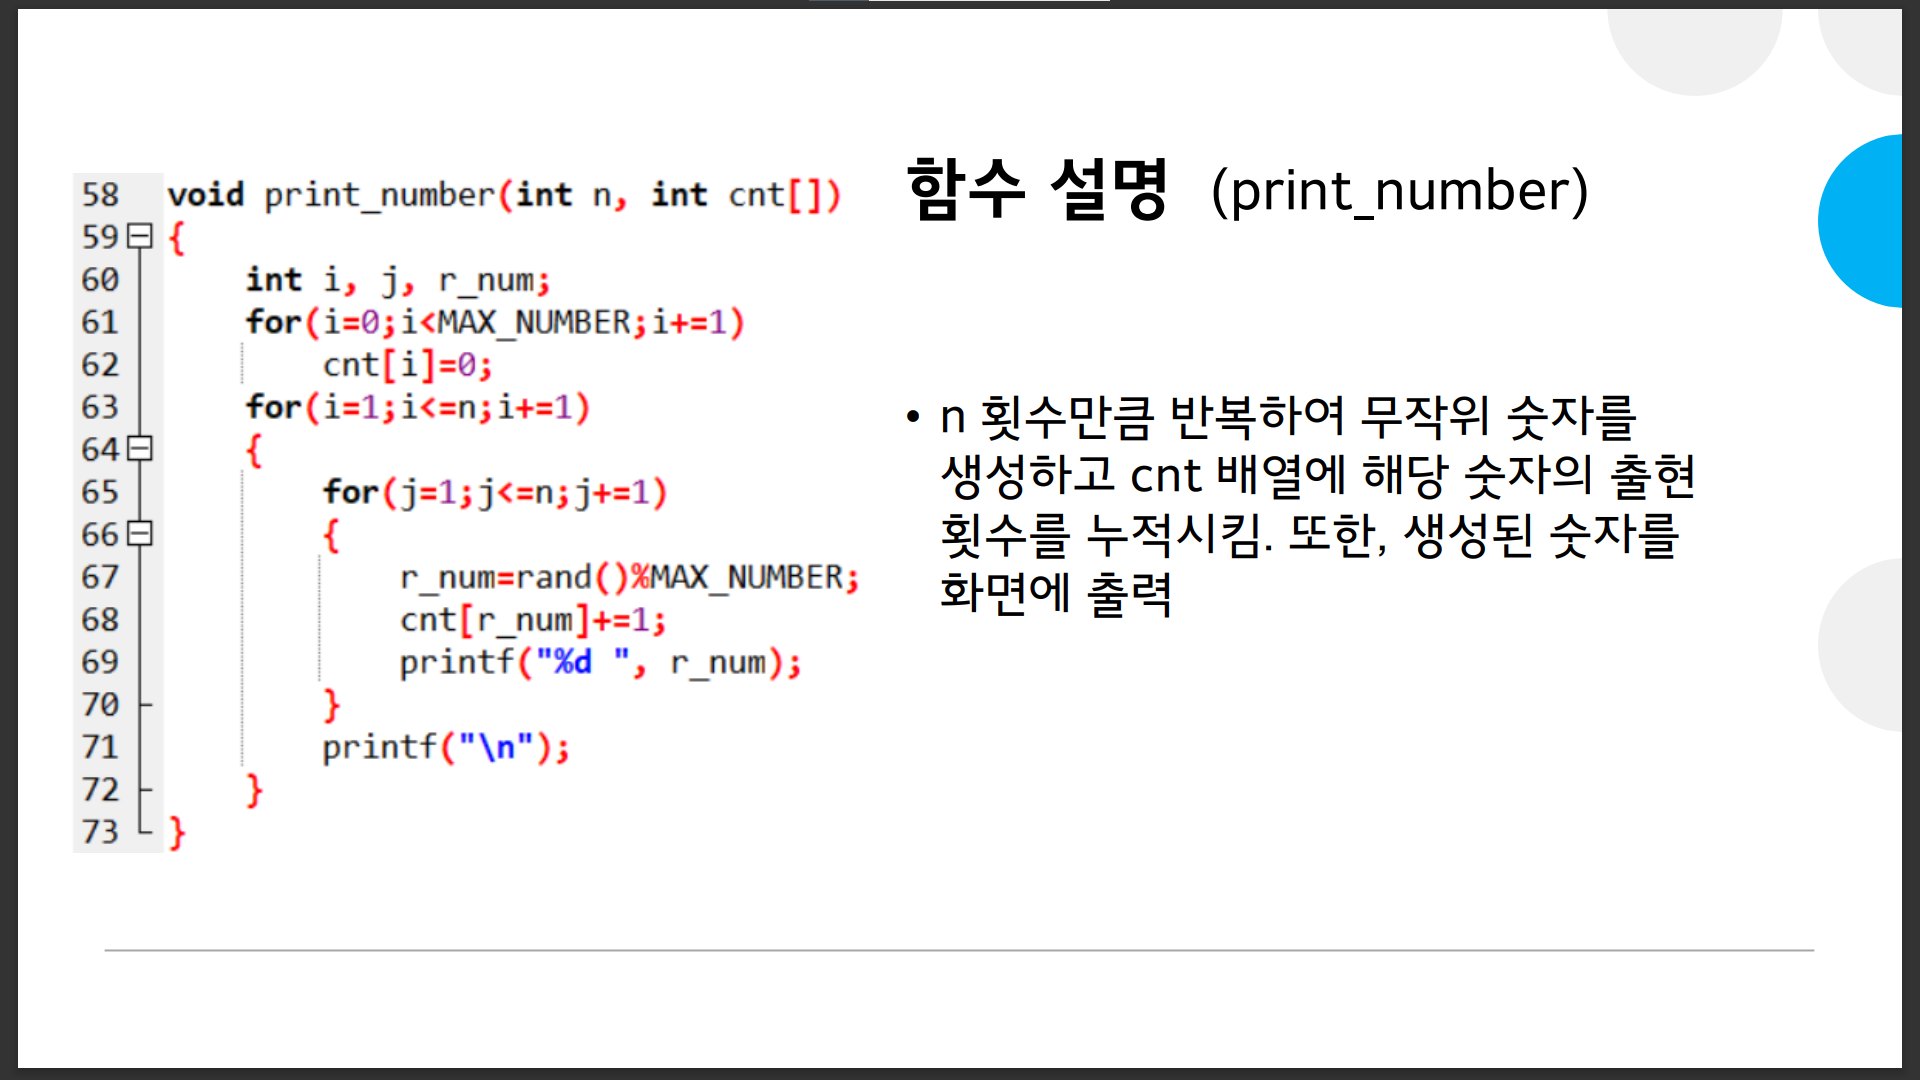 58 void print_number(int n, int cnt[])
59 {
60 int i, j, r_num;
61 for(i=0;i<MAX_NUMBER;i+=1)
62 cnt[i]=0;
63 for(i=1;i<=n;i+=1)
64 {
65 for(j=1;j<=n;j+=1)
66 {
67 r_num=rand()%MAX_NUMBER;
68 cnt[r_num]+=1;
69 printf("%d ", r_num);
70 }
71 printf("\n");
72 }
73 }
함수 설명 (print_number)
• n 횟수만큼 반복하여 무작위 숫자를
생성하고 cnt 배열에 해당 숫자의 출현
횟수를 누적시킴. 또한, 생성된 숫자를
화면에 출력